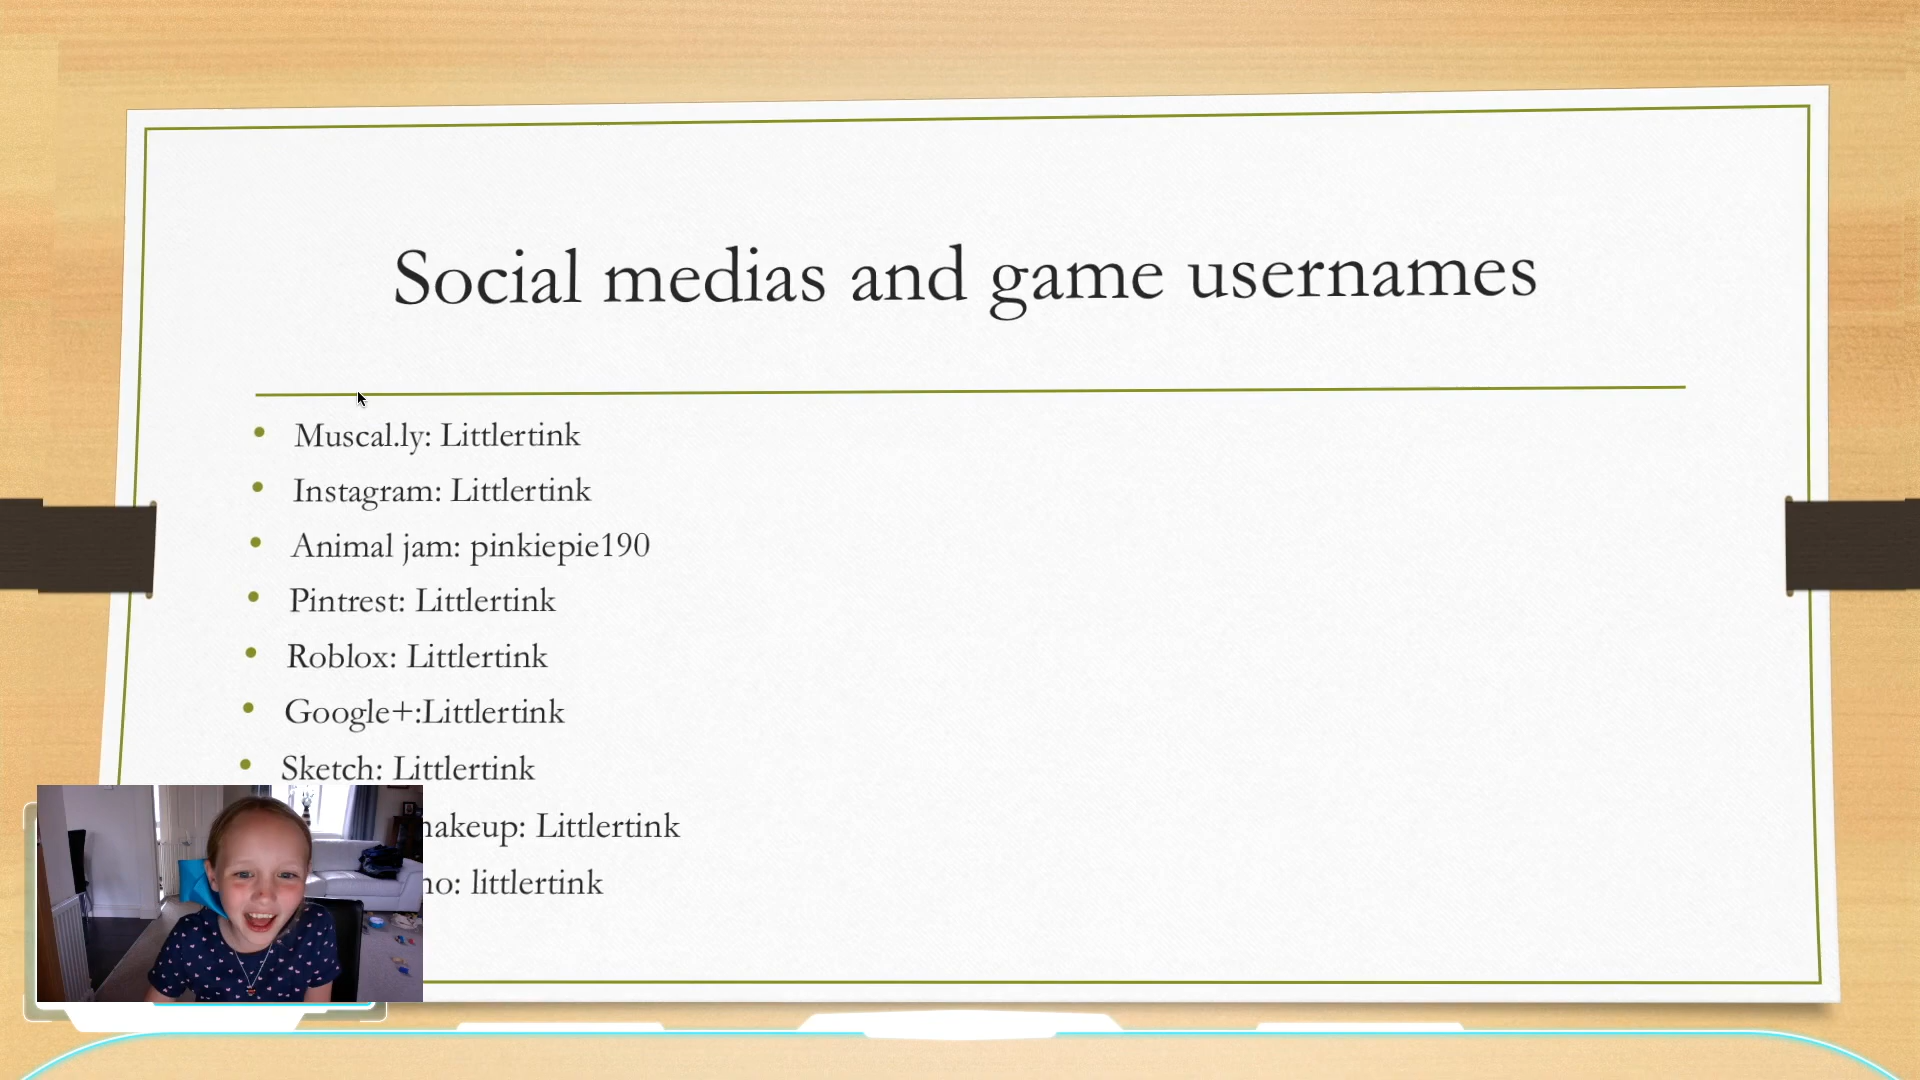 Social medias and game usernames
Muscal.ly: Littlertink
Instagram: Littlertink
Animal jam: pinkiepie190
Pintrest: Littlertink
Roblox: Littlertink
Google+:Littlertink
Sketch: Littlertink
akeup: Littlertink
no: littlertink